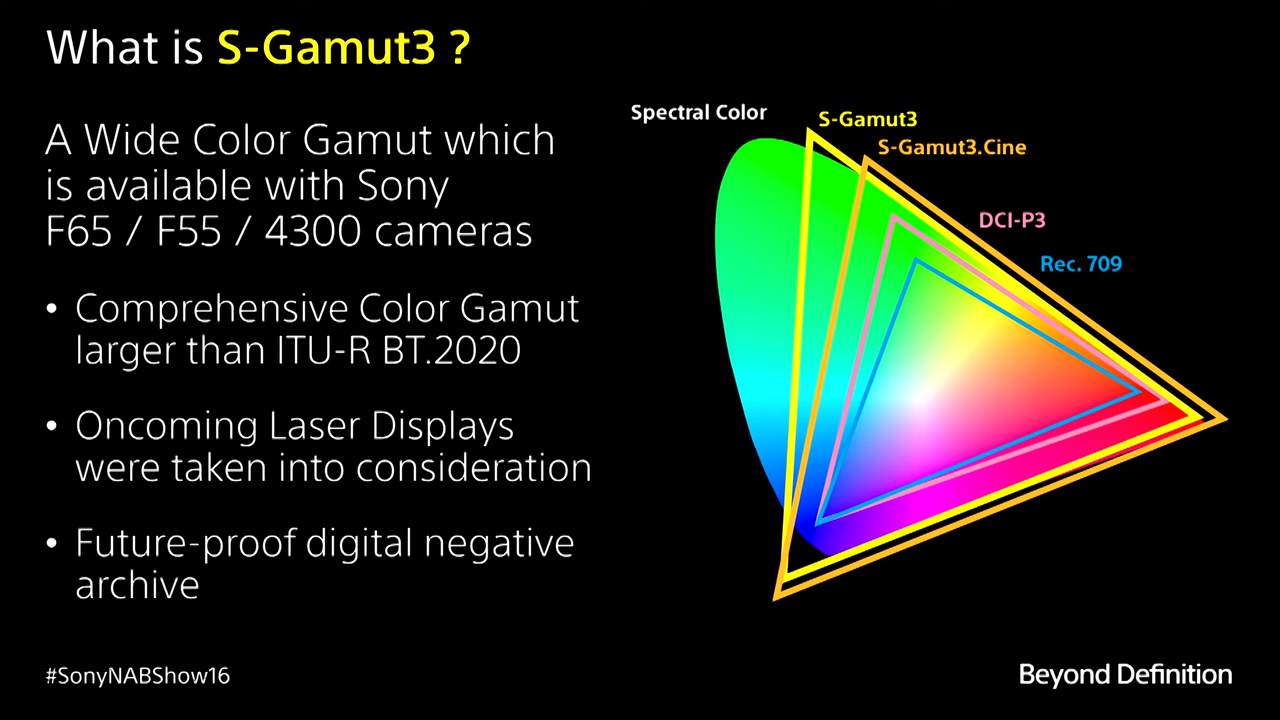 What is S-Gamut3 ?
A Wide Color Gamut which
is available with Sony
F65 / F55 / 4300 cameras
• Comprehensive Color Gamut
larger than ITU-R BT.2020
• Oncoming Laser Displays
were taken into consideration
• Future-proof digital negative
archive
Spectral Color
S-Gamut3
S-Gamut3.Cine
DCI-P3
Rec. 709
#SonyNABShow16
Beyond Definition